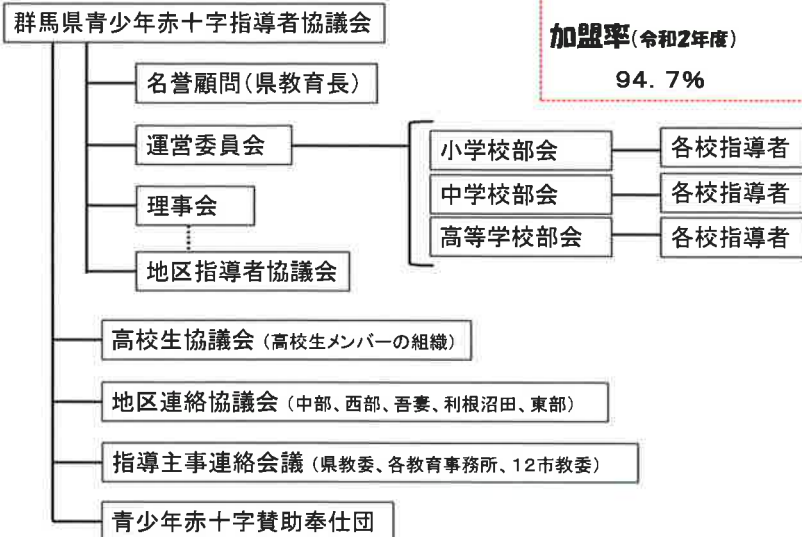 群馬県青少年赤十字指導者協議会
加盟率(令和2年度)
94.7%
名誉顧問(県教育長)
運営委員会
小学校部会
各校指導者
中学校部会
各校指導者
高等学校部会
各校指導者
理事会
地区指導者協議会
高校生協議会(高校生メンバーの組織)
地区連絡協議会(中部、西部、吾妻、利根沼田、東部)
指導主事連絡会議(県教委、各教育事務所、12市教委)
青少年赤十字賛助奉仕団